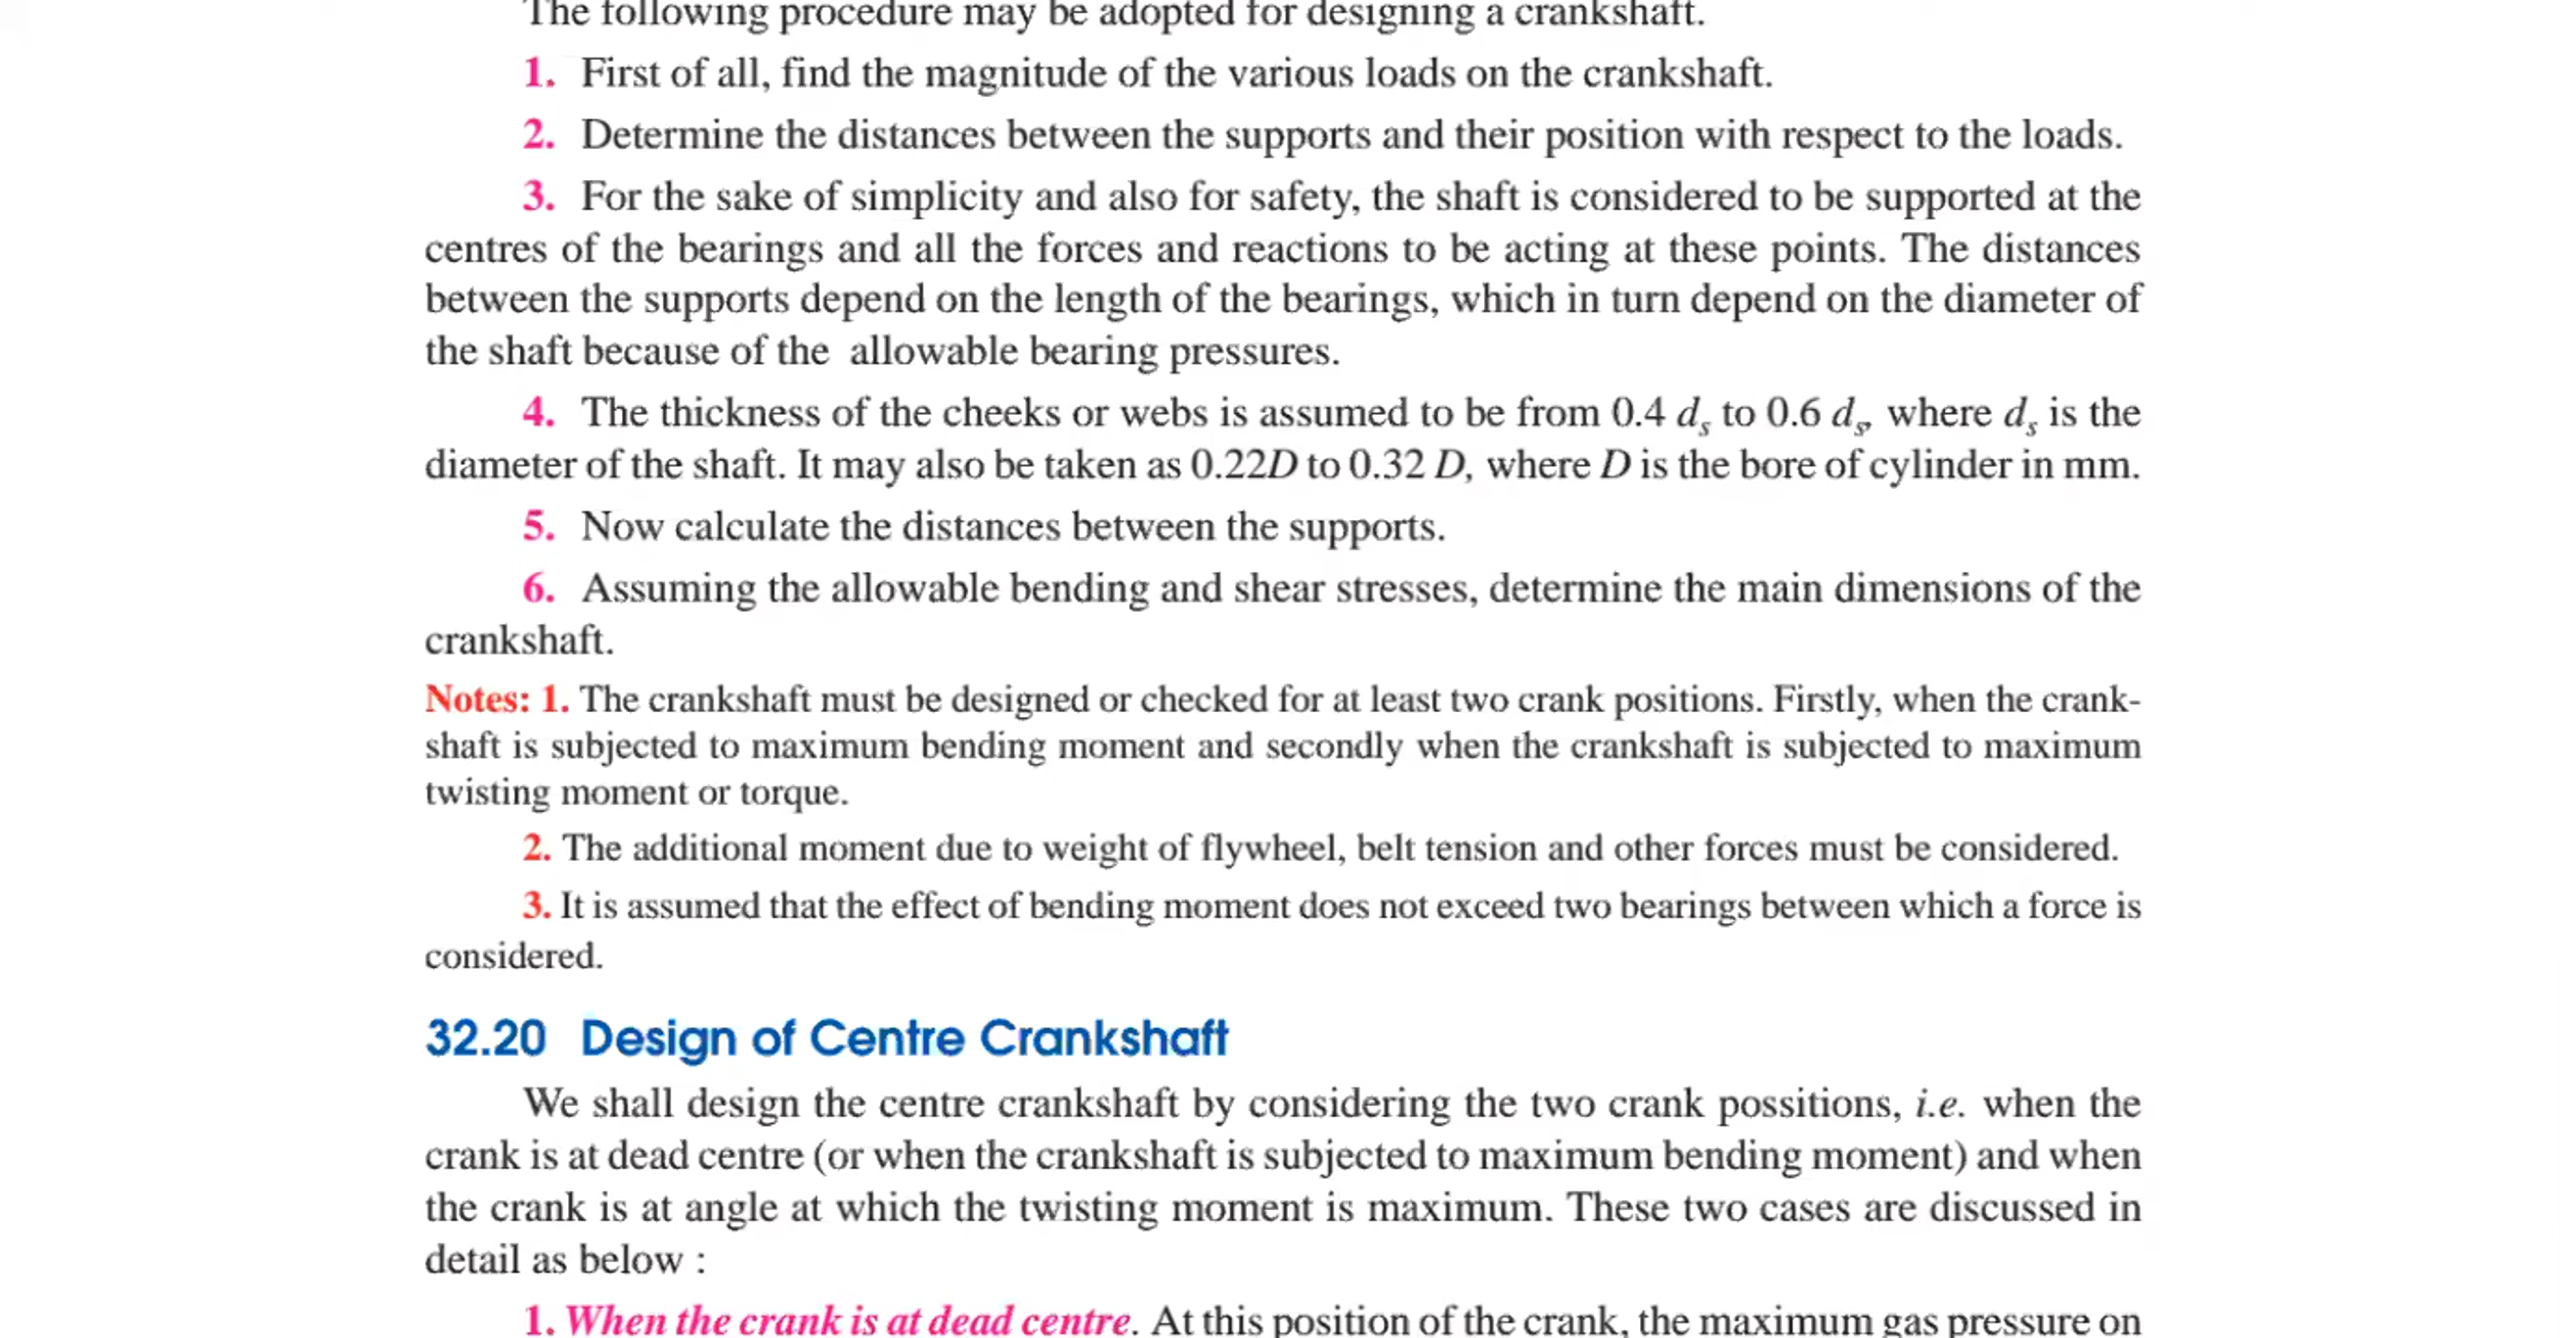 The following procedure may be adopted for designing a crankshaft.
1. First of all, find the magnitude of the various loads on the crankshaft.
2. Determine the distances between the supports and their position with respect to the loads.
3. For the sake of simplicity and also for safety, the shaft is considered to be supported at the
centres of the bearings and all the forces and reactions to be acting at these points. The distances
between the supports depend on the length of the bearings, which in turn depend on the diameter of
the shaft because of the allowable bearing pressures.
4. The thickness of the cheeks or webs is assumed to be from 0.4 ds to 0.6 ds, where ds is the
diameter of the shaft. It may also be taken as 0.22D to 0.32 D, where D is the bore of cylinder in mm.
5. Now calculate the distances between the supports.
6. Assuming the allowable bending and shear stresses, determine the main dimensions of the
crankshaft.
Notes: 1. The crankshaft must be designed or checked for at least two crank positions. Firstly, when the crank-
shaft is subjected to maximum bending moment and secondly when the crankshaft is subjected to maximum
twisting moment or torque.
2. The additional moment due to weight of flywheel, belt tension and other forces must be considered.
3. It is assumed that the effect of bending moment does not exceed two bearings between which a force is
considered.
32.20 Design of Centre Crankshaft
We shall design the centre crankshaft by considering the two crank possitions, i.e. when the
crank is at dead centre (or when the crankshaft is subjected to maximum bending moment) and when
the crank is at angle at which the twisting moment is maximum. These two cases are discussed in
detail as below :
1. When the crank is at dead centre. At this position of the crank, the maximum gas pressure on